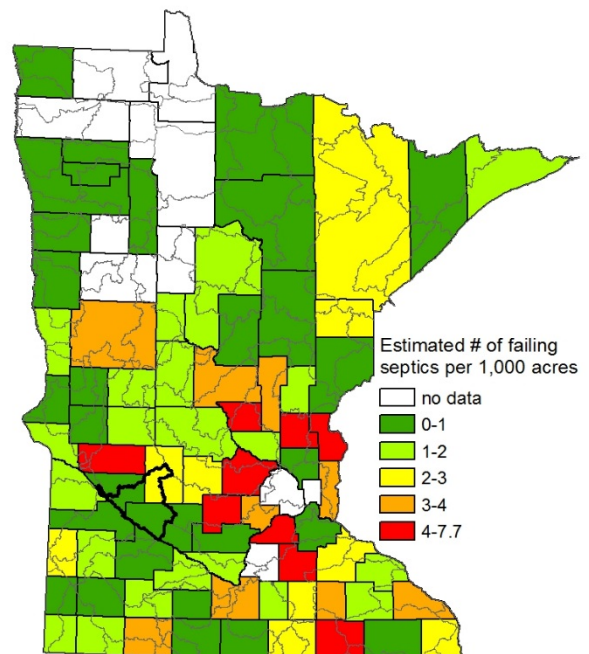 Estimated # of failing
septics per 1,000 acres
no data
0-1
1-2
2-3
3-4
4-7.7